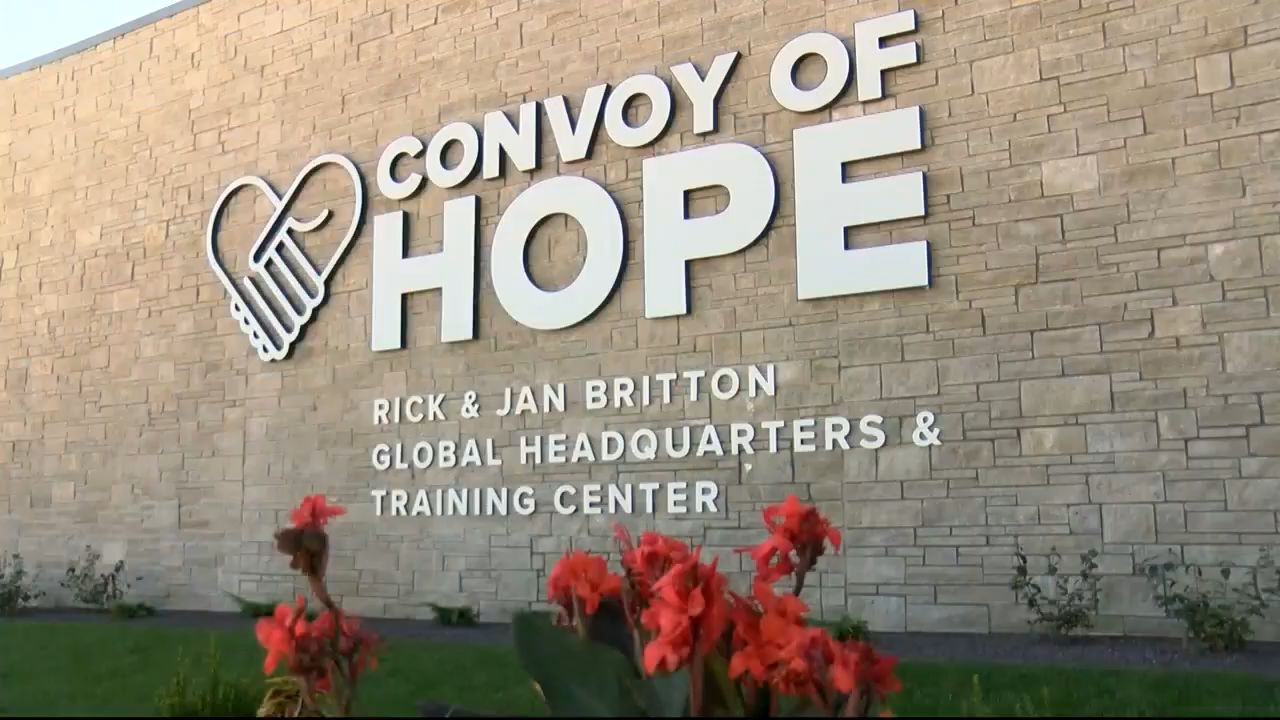 CONVOY OF
HOPE
RICK & JAN BRITTON
GLOBAL HEADQUARTERS &
TRAINING CENTER